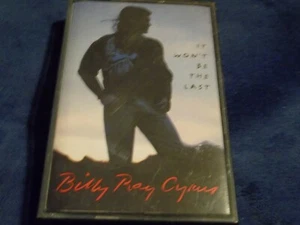 IT
WON'T
BE
THE
LAST
Billy Ray Cyrus